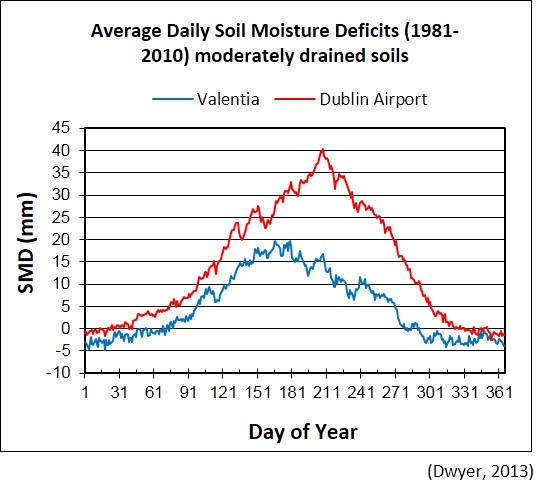 Average Daily Soil Moisture Deficits (1981-
2010) moderately drained soils
Valentia Dublin Airport
45
40
35
30
25
20
15
10
5
0
-5
-10
SMD (mm)
1 31 61 91 121 151 181 211 241 271 301 331 361
Day of Year
(Dwyer, 2013)